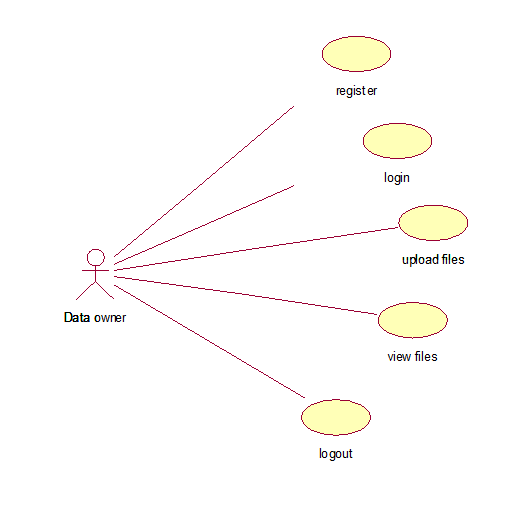 register
login
upload files
Data owner
view files
logout